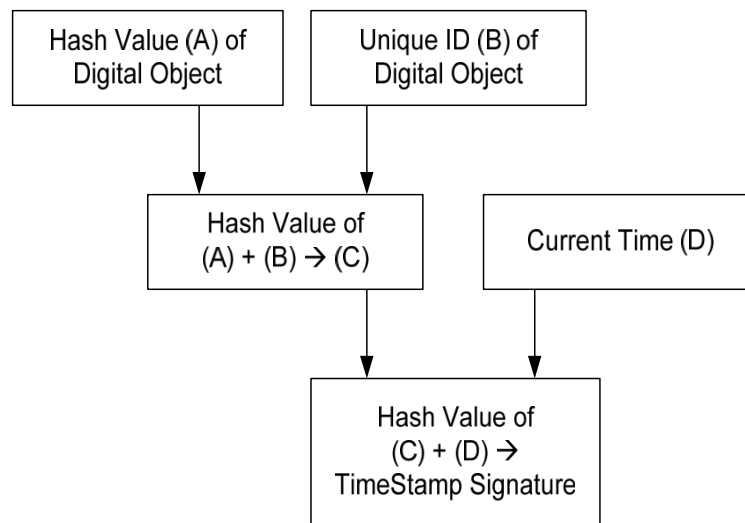 Hash Value (A) of
Digital Object
Unique ID (B) of
Digital Object
Hash Value of
(A) + (B) → (C)
Current Time (D)
Hash Value of
(C) + (D) →
TimeStamp Signature